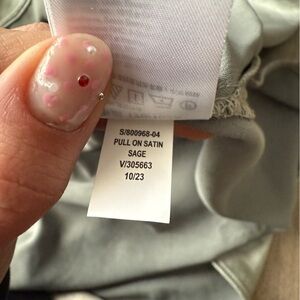 S/800968-04
PULL ON SATIN
SAGE
V/305663
10/23